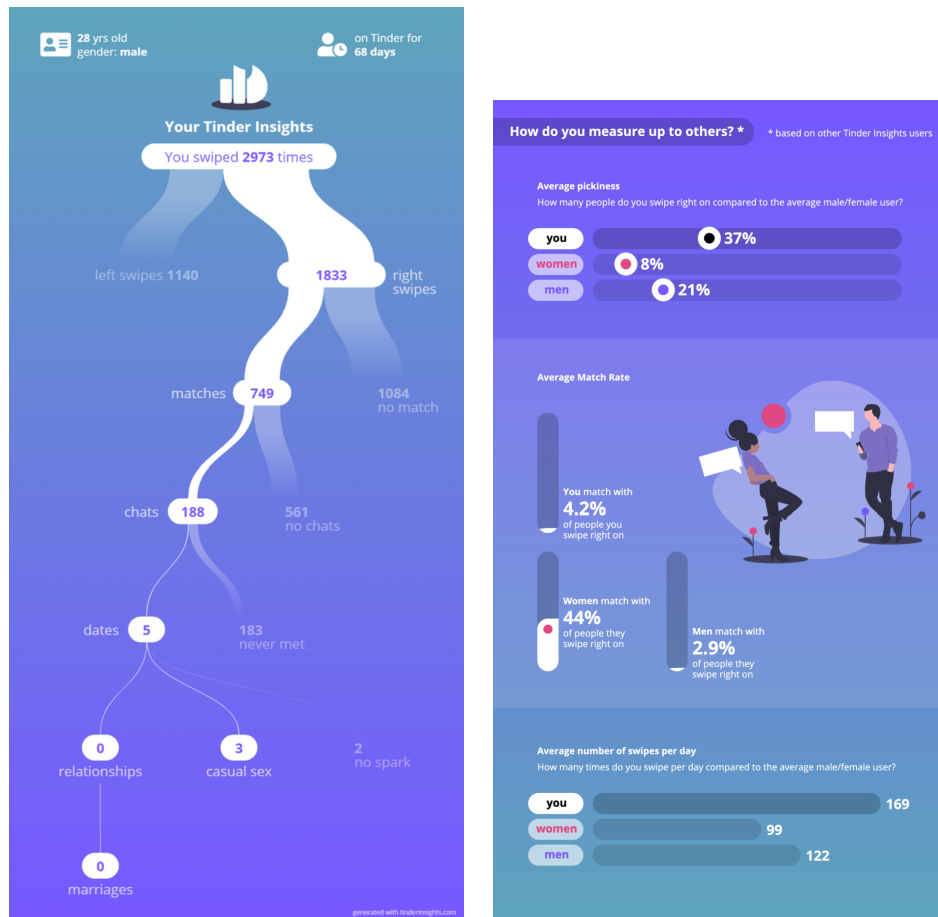 28 yrs old
gender: male
on Tinder for
68 days
Your Tinder Insights
You swiped 2973 times
left swipes 1140
1833
right
swipes
matches
749
1084
no match
chats
188
561
no chats
dates
5
183
never met
0
relationships
3
casual sex
2
no spark
0
marriages
generated with tinderinsights.com
How do you measure up to others? *
* based on other Tinder Insights users
Average pickiness
How many people do you swipe right on compared to the average male/female user?
you
37%
women
8%
men
21%
Average Match Rate
You match with
4.2%
of people you
swipe right on
Women match with
44%
of people they
swipe right on
Men match with
2.9%
of people they
swipe right on
Average number of swipes per day
How many times do you swipe per day compared to the average male/female user?
you
169
women
99
men
122